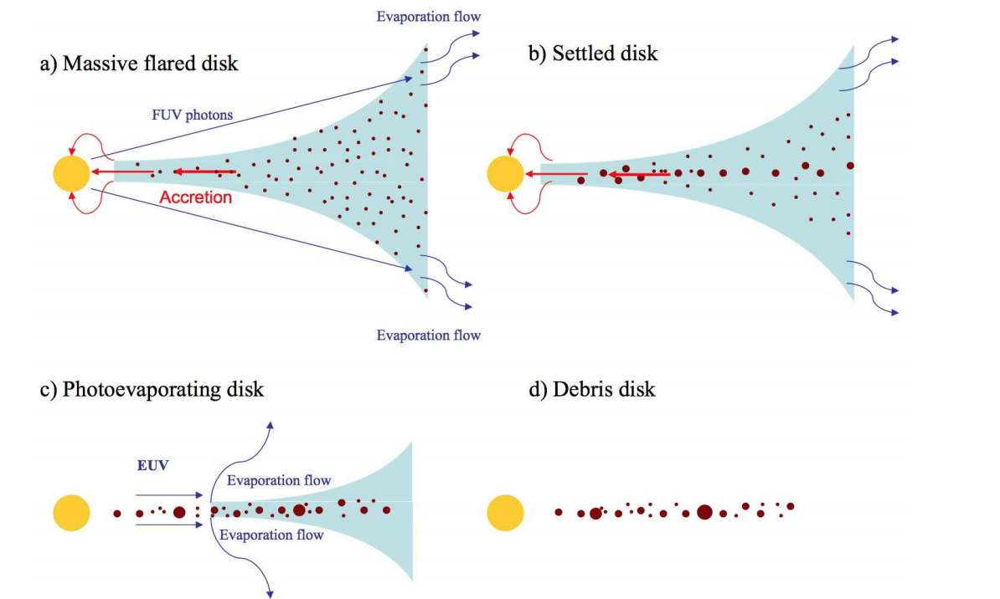 Evaporation flow
a) Massive flared disk
b) Settled disk
FUV photons
Accretion
Evaporation flow
c) Photoevaporating disk
d) Debris disk
EUV
Evaporation flow
Evaporation flow